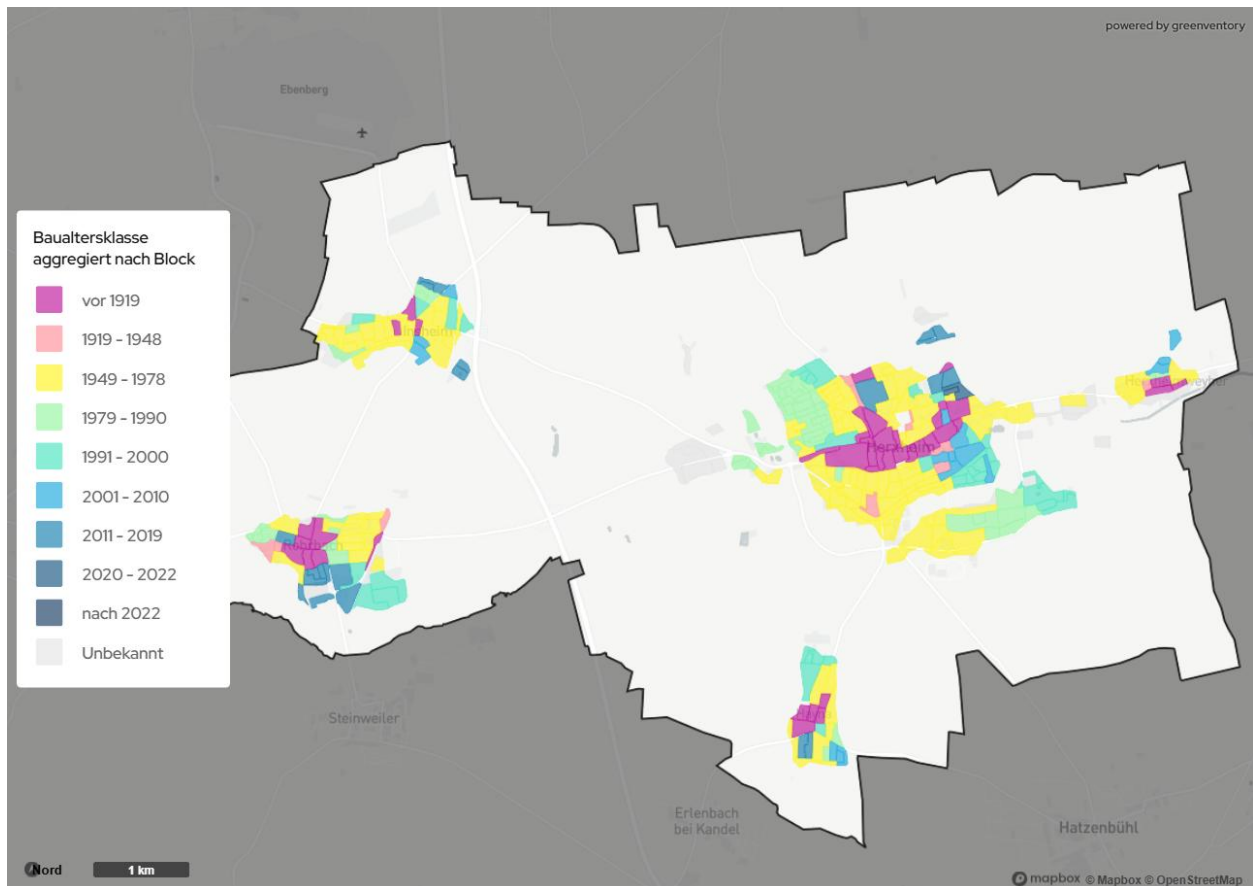 powered by greenventory
Ebenberg
Baualtersklasse
aggregiert nach Block
vor 1919
1919 - 1948
1949 - 1978
1979 - 1990
1991 - 2000
2001 - 2010
2011 - 2019
2020 - 2022
nach 2022
Unbekannt
Herxheim
Rohrbach
Steinweiler
Erlenbach
bei Kandel
Hatzenbühl
Nord
1 km
mapbox © Mapbox © OpenStreetMap